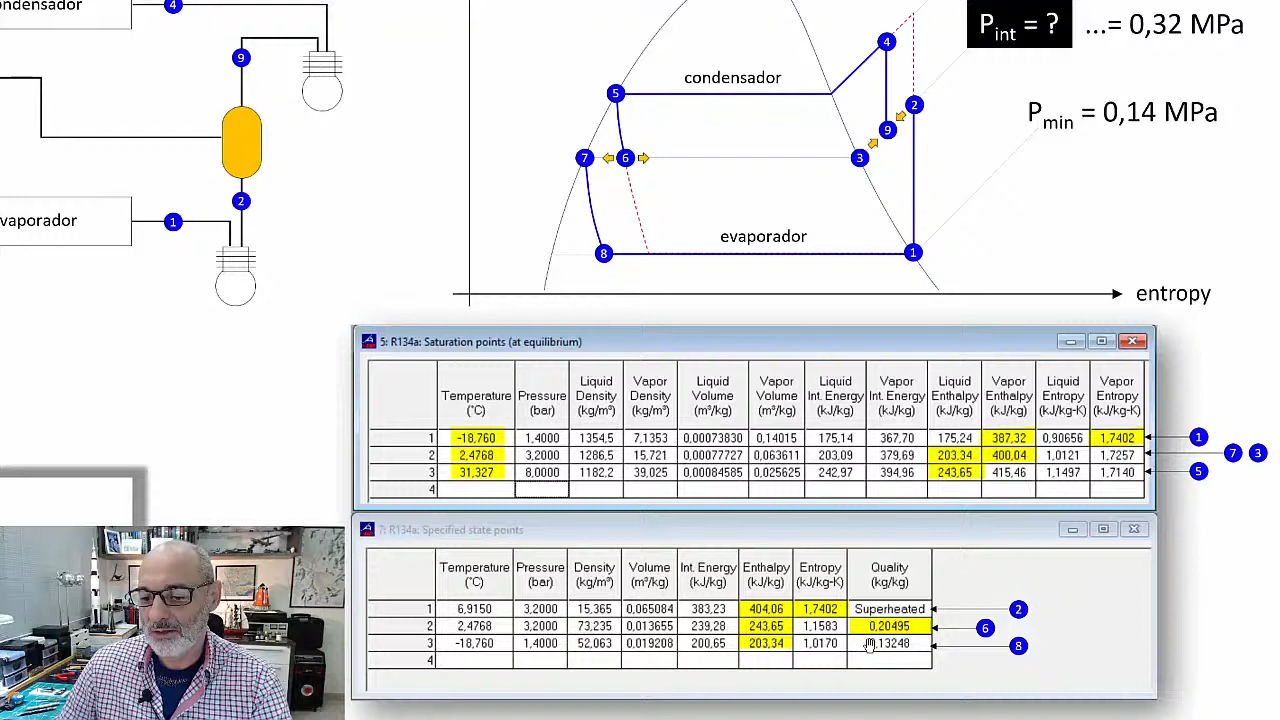 condensador
4
9
2
vaporador
1
P int = ? ...= 0,32 MPa
P min = 0,14 MPa
4
condensador
5
2
9
7
6
3
evaporador
8
1
entropy
5: R134a: Saturation points (at equilibrium)
Temperature (°C) Pressure (bar) Liquid Density (kg/m³) Vapor Density (kg/m³) Liquid Volume (m³/kg) Vapor Volume (m³/kg) Liquid Int. Energy (kJ/kg) Vapor Int. Energy (kJ/kg) Liquid Enthalpy (kJ/kg) Vapor Enthalpy (kJ/kg) Liquid Entropy (kJ/kg-K) Vapor Entropy (kJ/kg-K)
1 -18,760 1,4000 1354,5 7,1353 0,00073830 0,14015 175,14 367,70 175,24 387,32 0,90656 1,7402 1
2 2,4768 3,2000 1286,5 15,721 0,00077727 0,063611 203,09 379,69 203,34 400,04 1,0121 1,7257 7 3
3 31,327 8,0000 1182,2 39,025 0,00084585 0,025625 242,97 394,96 243,65 415,46 1,1497 1,7140 5
4
7: R134a: Specified state points
Temperature (°C) Pressure (bar) Density (kg/m³) Volume (m³/kg) Int. Energy (kJ/kg) Enthalpy (kJ/kg) Entropy (kJ/kg-K) Quality (kg/kg)
1 6,9150 3,2000 15,365 0,065084 383,23 404,06 1,7402 Superheated 2
2 2,4768 3,2000 73,235 0,013655 239,28 243,65 1,1583 0,20495 6
3 -18,760 1,4000 52,063 0,019208 200,65 203,34 1,0170 ,13248 8
4